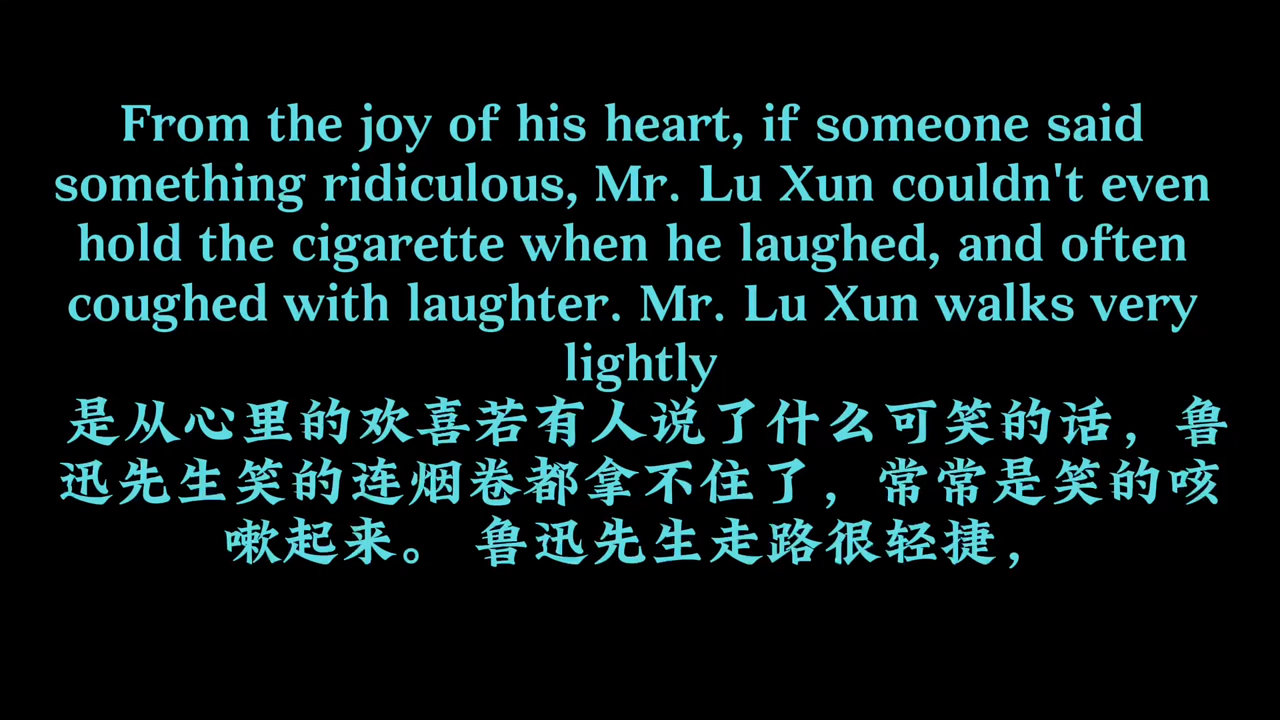 From the joy of his heart, if someone said
something ridiculous, Mr. Lu Xun couldn't even
hold the cigarette when he laughed, and often
coughed with laughter. Mr. Lu Xun walks very
lightly
是从心里的欢喜若有人说了什么可笑的话，鲁
迅先生笑的连烟卷都拿不住了，常常是笑的咳
嗽起来。 鲁迅先生走路很轻捷，